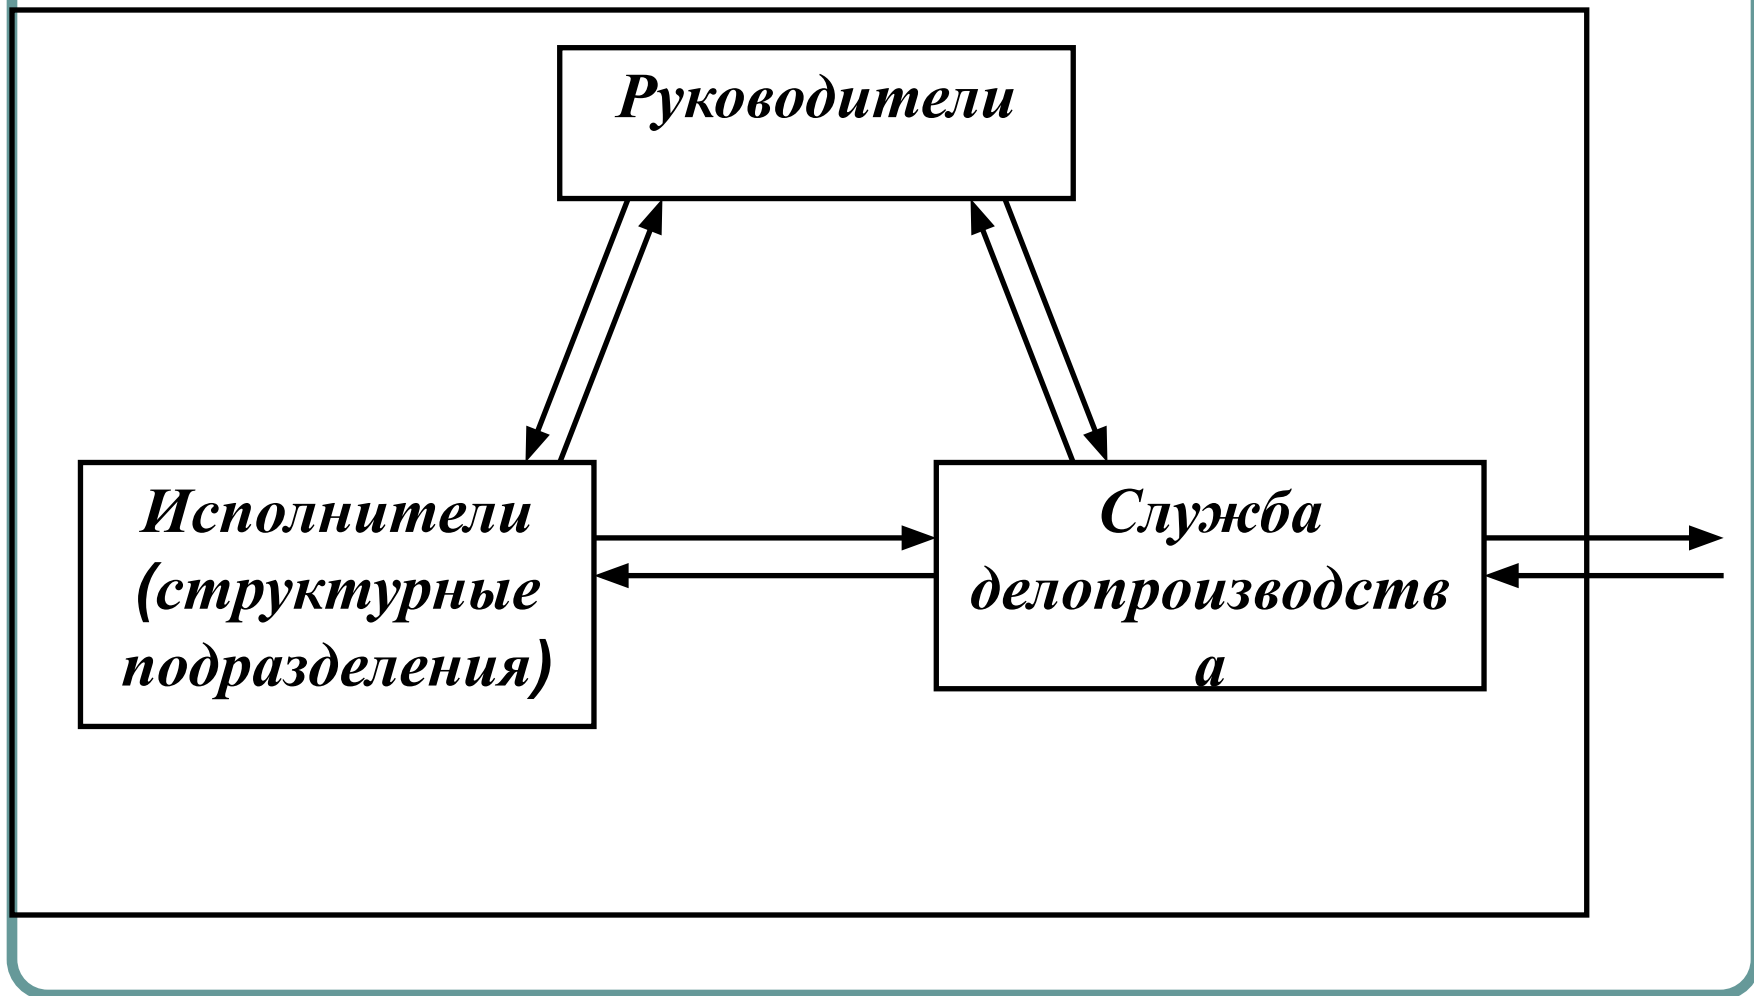 Руководители
Исполнители
(структурные
подразделения)
Служба
делопроизводств
а